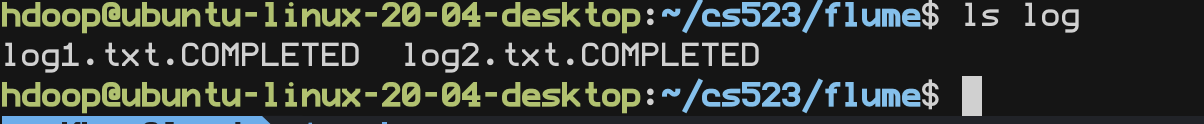 hdoop@ubuntu-linux-20-04-desktop:~/cs523/flume$ ls log
log1.txt.COMPLETED  log2.txt.COMPLETED
hdoop@ubuntu-linux-20-04-desktop:~/cs523/flume$